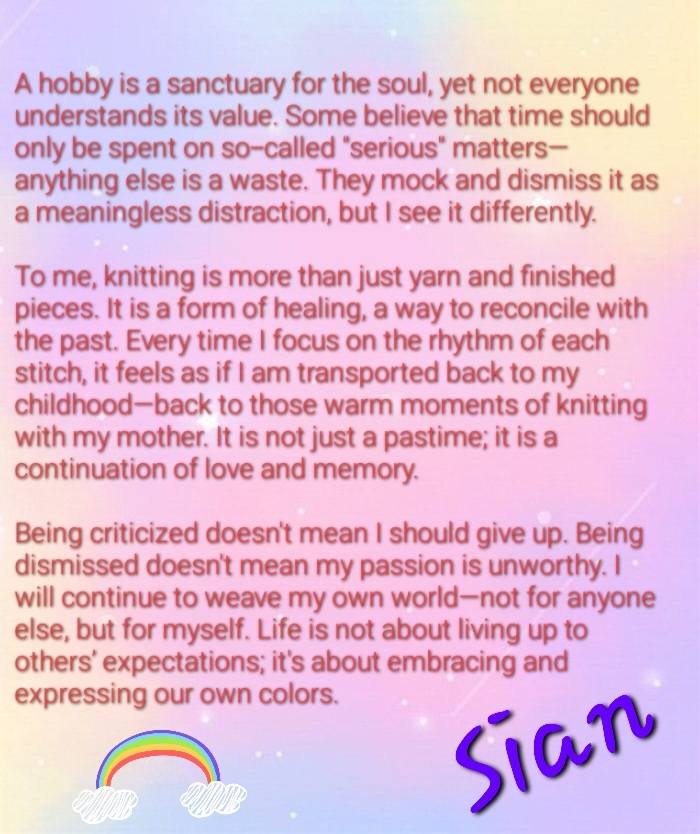 A hobby is a sanctuary for the soul, yet not everyone
understands its value. Some believe that time should
only be spent on so-called "serious" matters—
anything else is a waste. They mock and dismiss it as
a meaningless distraction, but I see it differently.
To me, knitting is more than just yarn and finished
pieces. It is a form of healing, a way to reconcile with
the past. Every time I focus on the rhythm of each
stitch, it feels as if I am transported back to my
childhood—back to those warm moments of knitting
with my mother. It is not just a pastime; it is a
continuation of love and memory.
Being criticized doesn't mean I should give up. Being
dismissed doesn't mean my passion is unworthy. I
will continue to weave my own world—not for anyone
else, but for myself. Life is not about living up to
others’ expectations; it's about embracing and
expressing our own colors.
Sian